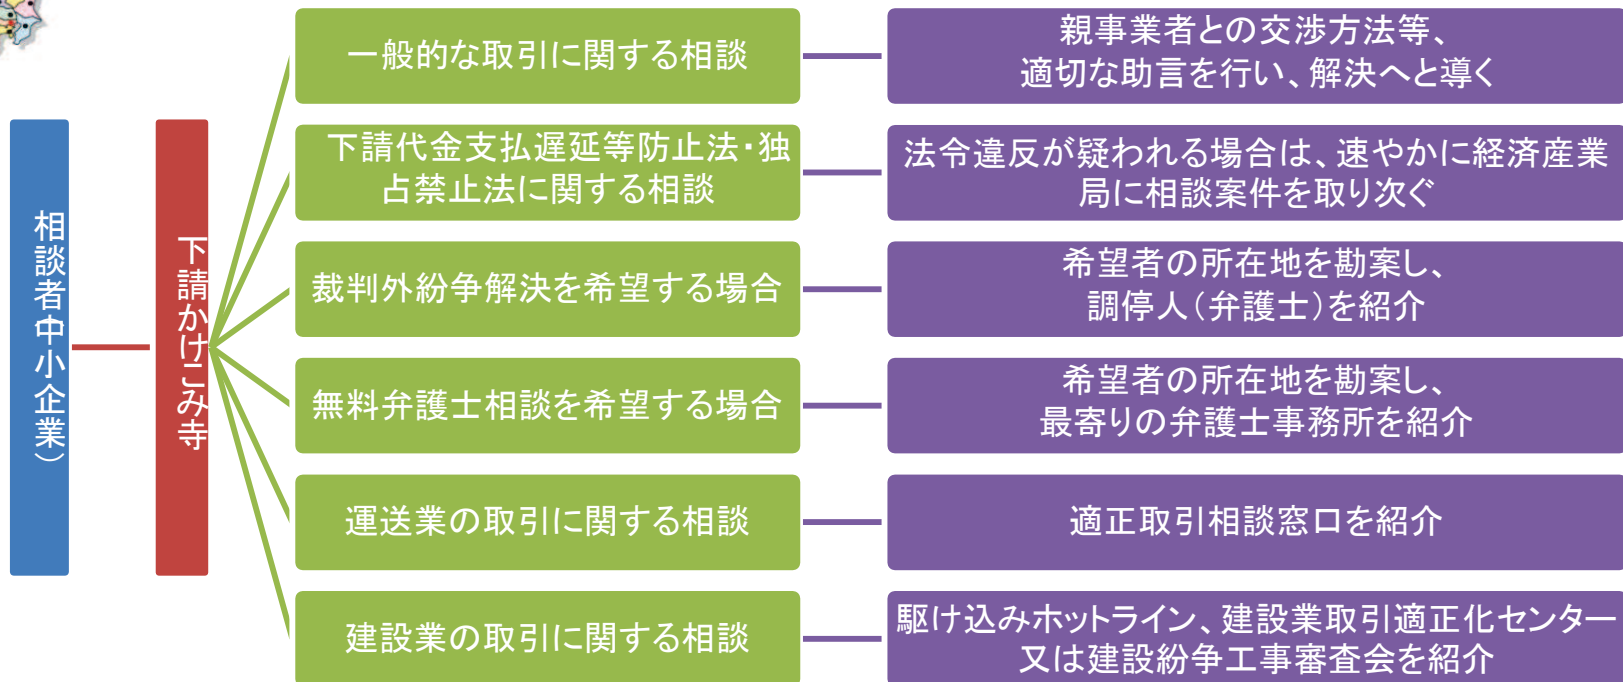 相談者中小企業）
下請かけこみ寺
一般的な取引に関する相談
親事業者との交渉方法等、
適切な助言を行い、解決へと導く
下請代金支払遅延等防止法・独
占禁止法に関する相談
法令違反が疑われる場合は、速やかに経済産業
局に相談案件を取り次ぐ
裁判外紛争解決を希望する場合
希望者の所在地を勘案し、
調停人（弁護士）を紹介
無料弁護士相談を希望する場合
希望者の所在地を勘案し、
最寄りの弁護士事務所を紹介
運送業の取引に関する相談
適正取引相談窓口を紹介
建設業の取引に関する相談
駆け込みホットライン、建設業取引適正化センター
又は建設紛争工事審査会を紹介